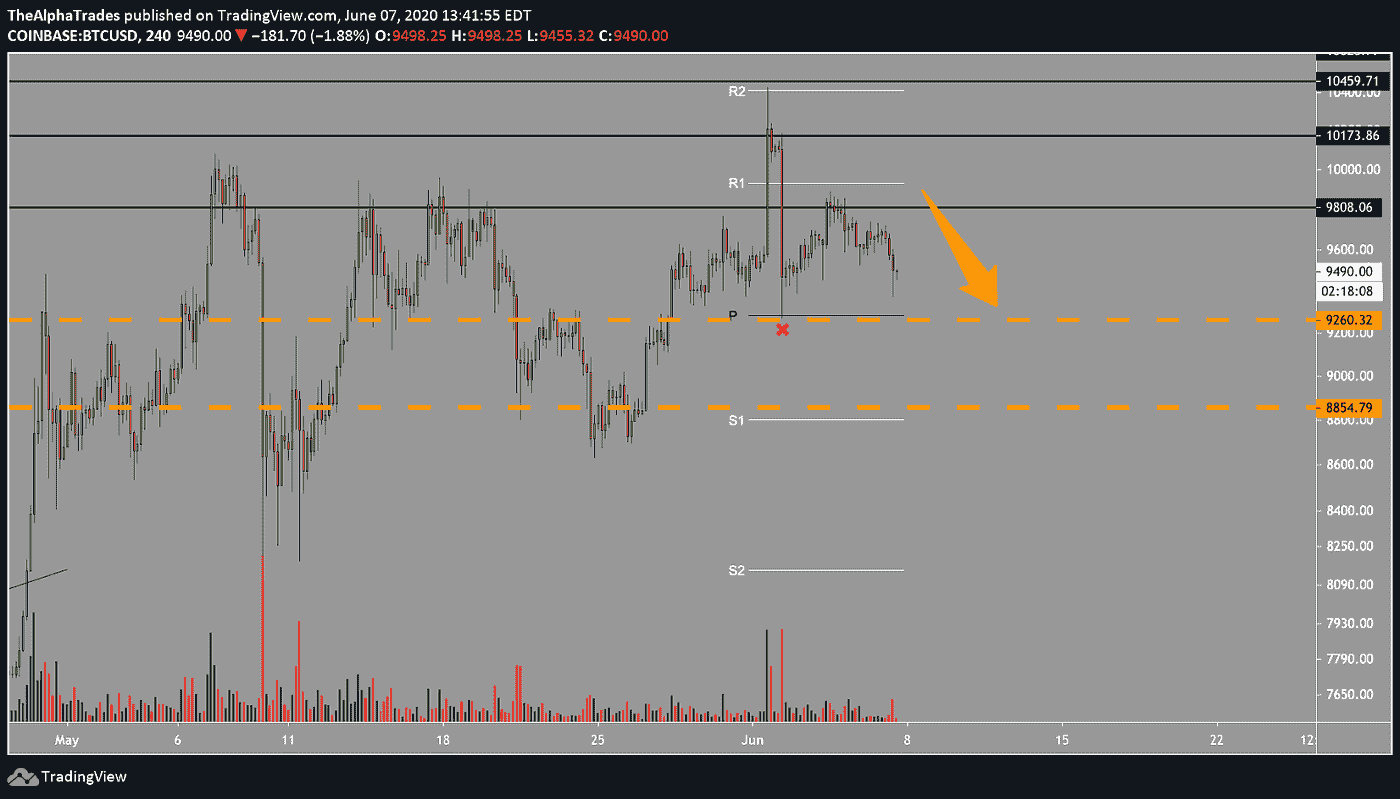 TheAlphaTrades published on TradingView.com, June 07, 2020 13:41:55 EDT
COINBASE:BTCUSD, 240 9490.00 ▼ −181.70 (−1.88%) O:9498.25 H:9498.25 L:9455.32 C:9490.00
10459.71
R2
10400.00
10173.86
10000.00
R1
9808.06
9600.00
9490.00
02:18:08
P
9260.32
9200.00
9000.00
8854.79
8800.00
S1
8600.00
8400.00
8250.00
S2
8090.00
7930.00
7790.00
7650.00
May 6 11 18 25 Jun 8 15 22 12:
TradingView